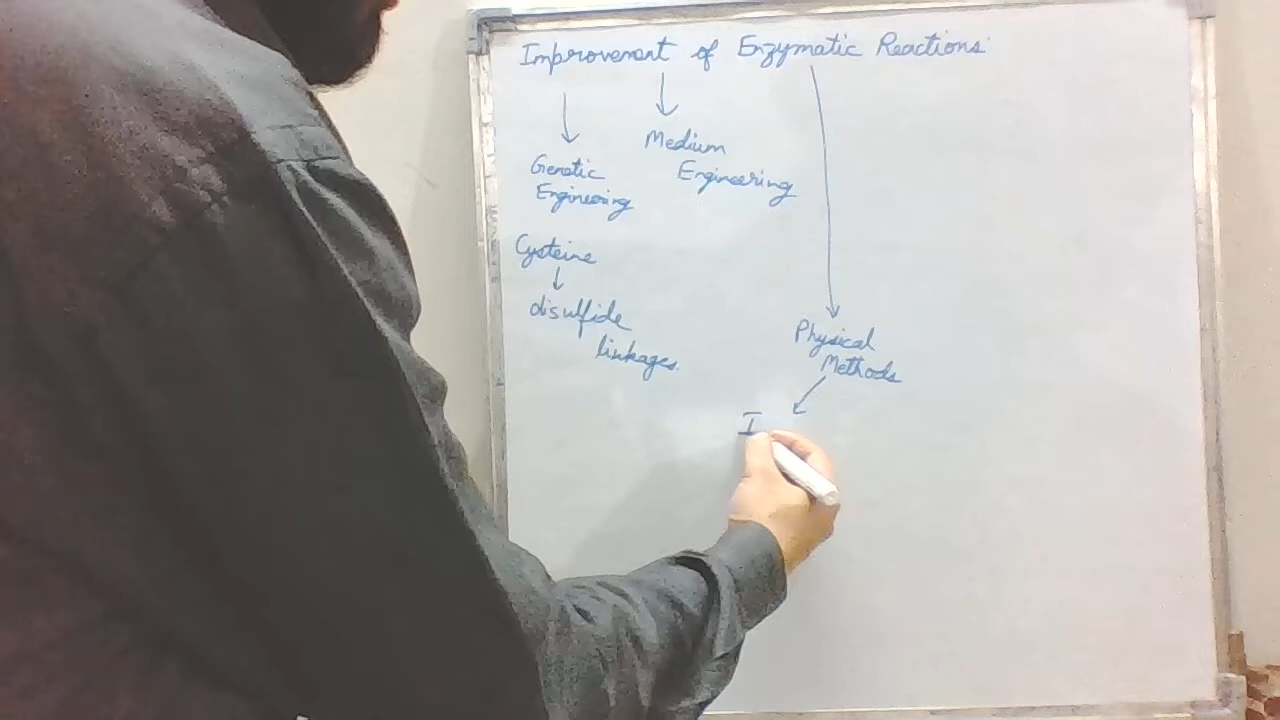 Improvement of Enzymatic Reactions
Genetic
Engineering
Medium
Engineering
Cysteine
disulfide
linkages.
Physical
Methods
I